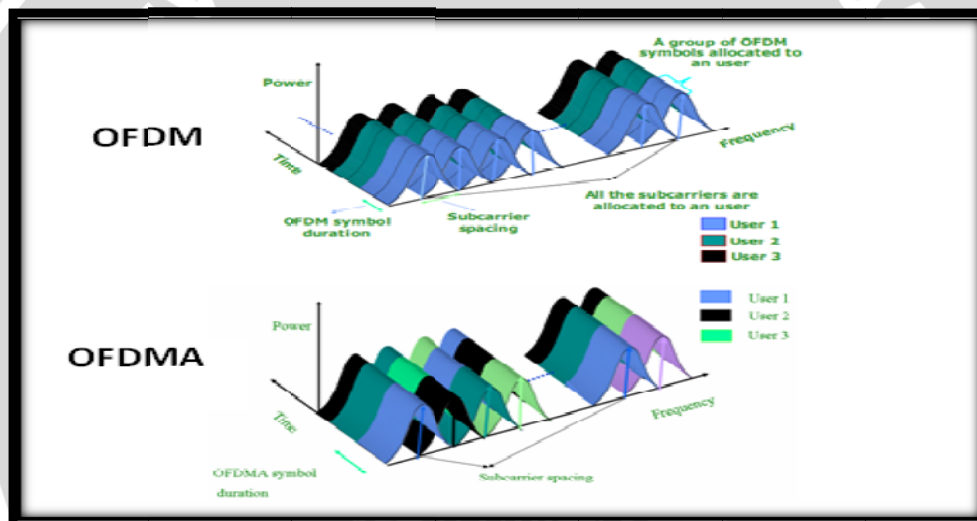 A group of OFDM
symbols allocated to
an user
Power
OFDM
Time
Frequency
All the subcarriers are
allocated to an user
OFDM symbol
duration
Subcarrier
spacing
User 1
User 2
User 3
User 1
User 2
User 3
Power
OFDMA
Time
Frequency
OFDMA symbol
duration
Subcarrier spacing